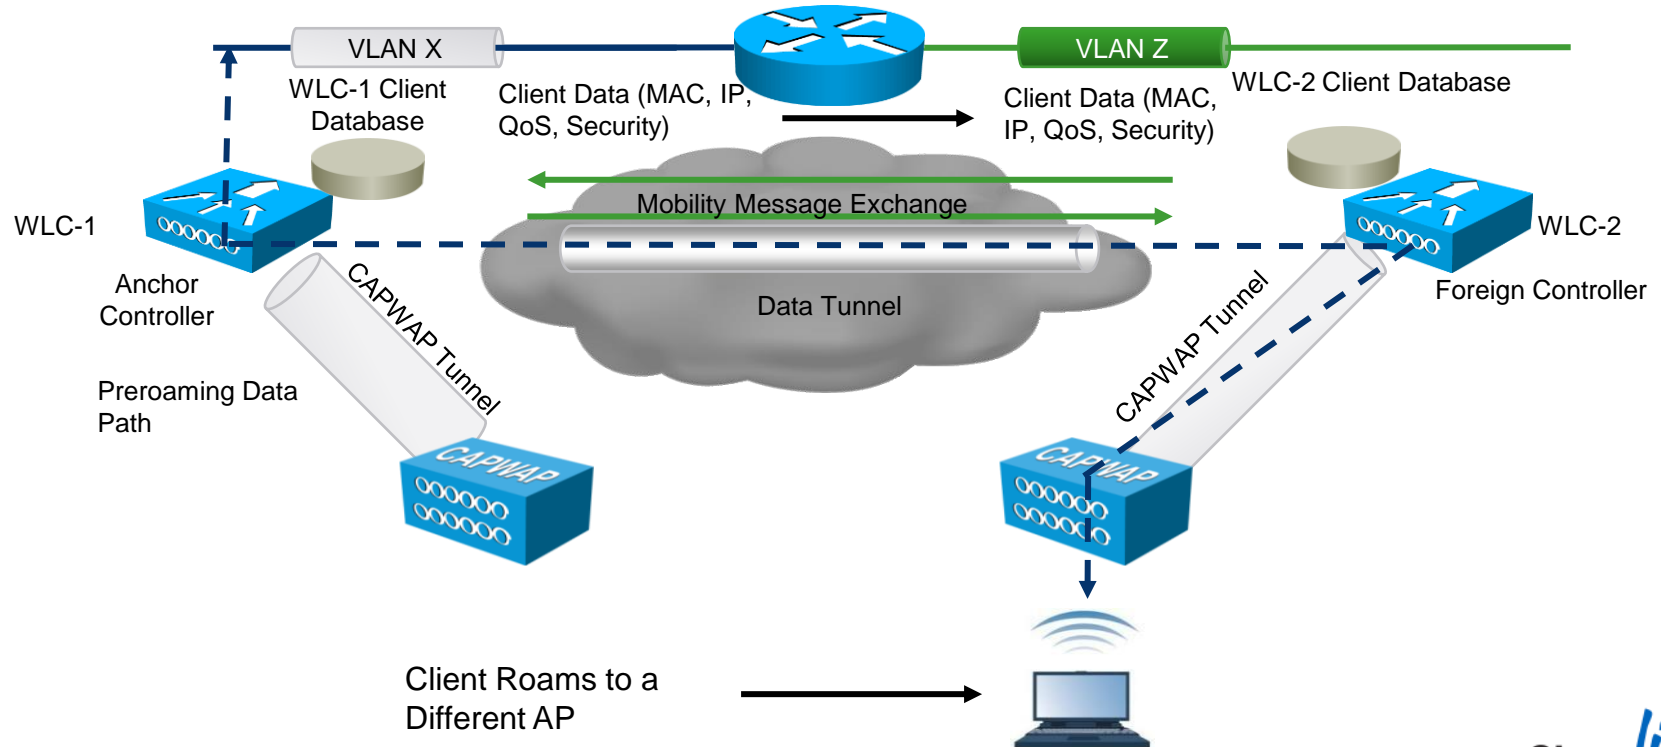 VLAN X
VLAN Z
WLC-1 Client
Database
Client Data (MAC, IP,
QoS, Security)
Client Data (MAC,
IP, QoS, Security)
WLC-2 Client Database
Mobility Message Exchange
WLC-1
WLC-2
Anchor
Controller
Foreign Controller
Data Tunnel
CAPWAP Tunnel
CAPWAP Tunnel
Preroaming Data
Path
CAPWAP
CAPWAP
Client Roams to a
Different AP